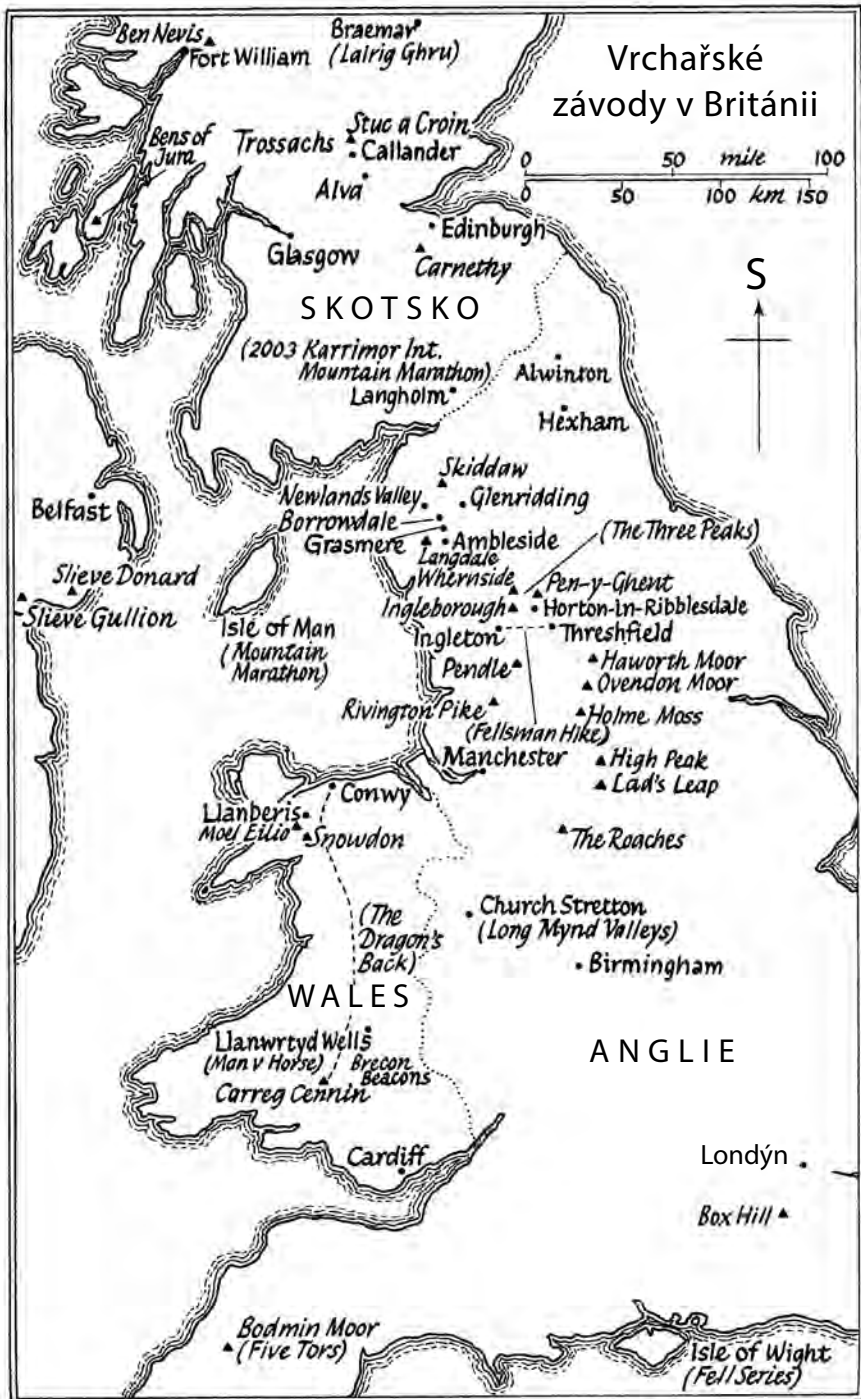 Vrchařské
závody v Británii
0 50 mile 100
0 50 100 km 150
S
Ben Nevis
Fort William
Braemar
(Lairig Ghru)
Bens of
Jura
Stuc a Croin
Trossachs
Callander
Alva
Edinburgh
Glasgow
Carnethy
SKOTSKO
(2003 Karrimor Int.
Mountain Marathon)
Langholm
Alwinton
Hexham
Skiddaw
Newlands Valley
Glenridding
Borrowdale
Grasmere
Ambleside
Langdale
(The Three Peaks)
Whernside
Pen-y-Ghent
Ingleborough
Horton-in-Ribblesdale
Ingleton
Threshfield
Belfast
Slieve Donard
Slieve Gullion
Isle of Man
(Mountain
Marathon)
Pendle
Haworth Moor
Ovendon Moor
Rivington Pike
Holme Moss
(Fellsman Hike)
Manchester
High Peak
Lad's Leap
Conwy
Llanberis
Moel Eilio
Snowdon
The Roaches
(The
Dragon's
Back)
Church Stretton
(Long Mynd Valleys)
Birmingham
WALES
Llanwrtyd Wells
(Man v Horse)
Brecon
Beacons
Carreg Cennin
ANGLIE
Cardiff
Londýn
Box Hill
Bodmin Moor
(Five Tors)
Isle of Wight
(Fell Series)